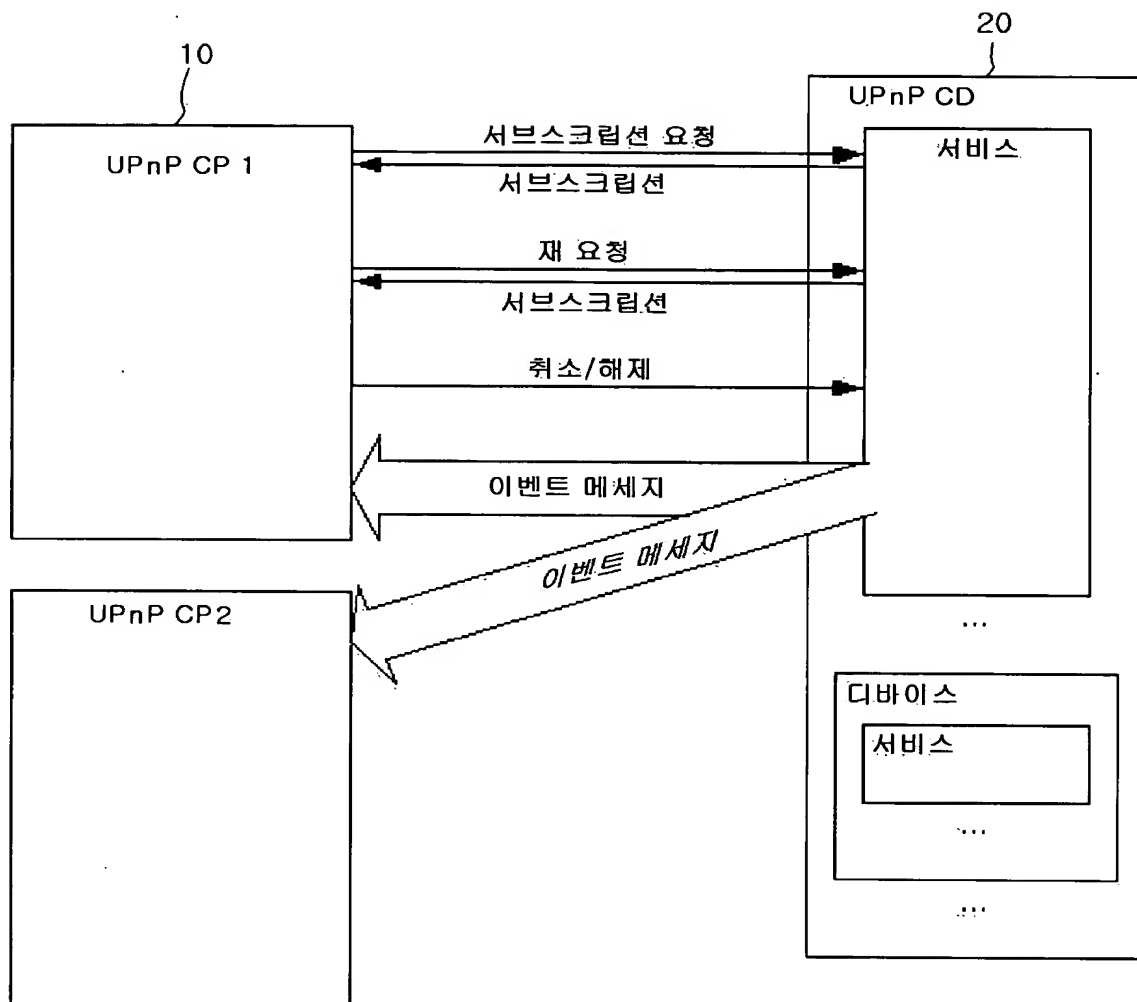 20
10
UPnP CD
서브스크립션 요청
서비스
UPnP CP 1
서브스크립션
재 요청
서브스크립션
취소/해제
이벤트 메세지
이벤트 메세지
UPnP CP2
...
디바이스
서비스
...
...